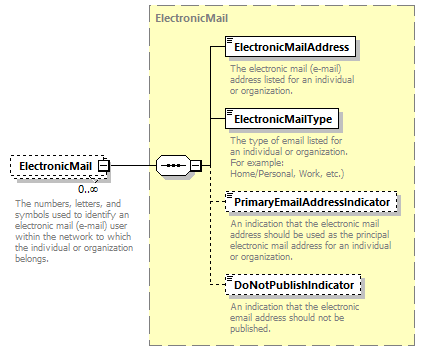 ElectronicMail
ElectronicMailAddress
The electronic mail (e-mail)
address listed for an individual
or organization.
ElectronicMailType
The type of email listed for
an individual or organization.
For example:
Home/Personal, Work, etc.)
ElectronicMail
0..∞
The numbers, letters, and
symbols used to identify an
electronic mail (e-mail) user
within the network to which
the individual or organization
belongs.
PrimaryEmailAddressIndicator
An indication that the electronic mail
address should be used as the principal
electronic mail address for an individual
or organization.
DoNotPublishIndicator
An indication that the electronic
email address should not be
published.